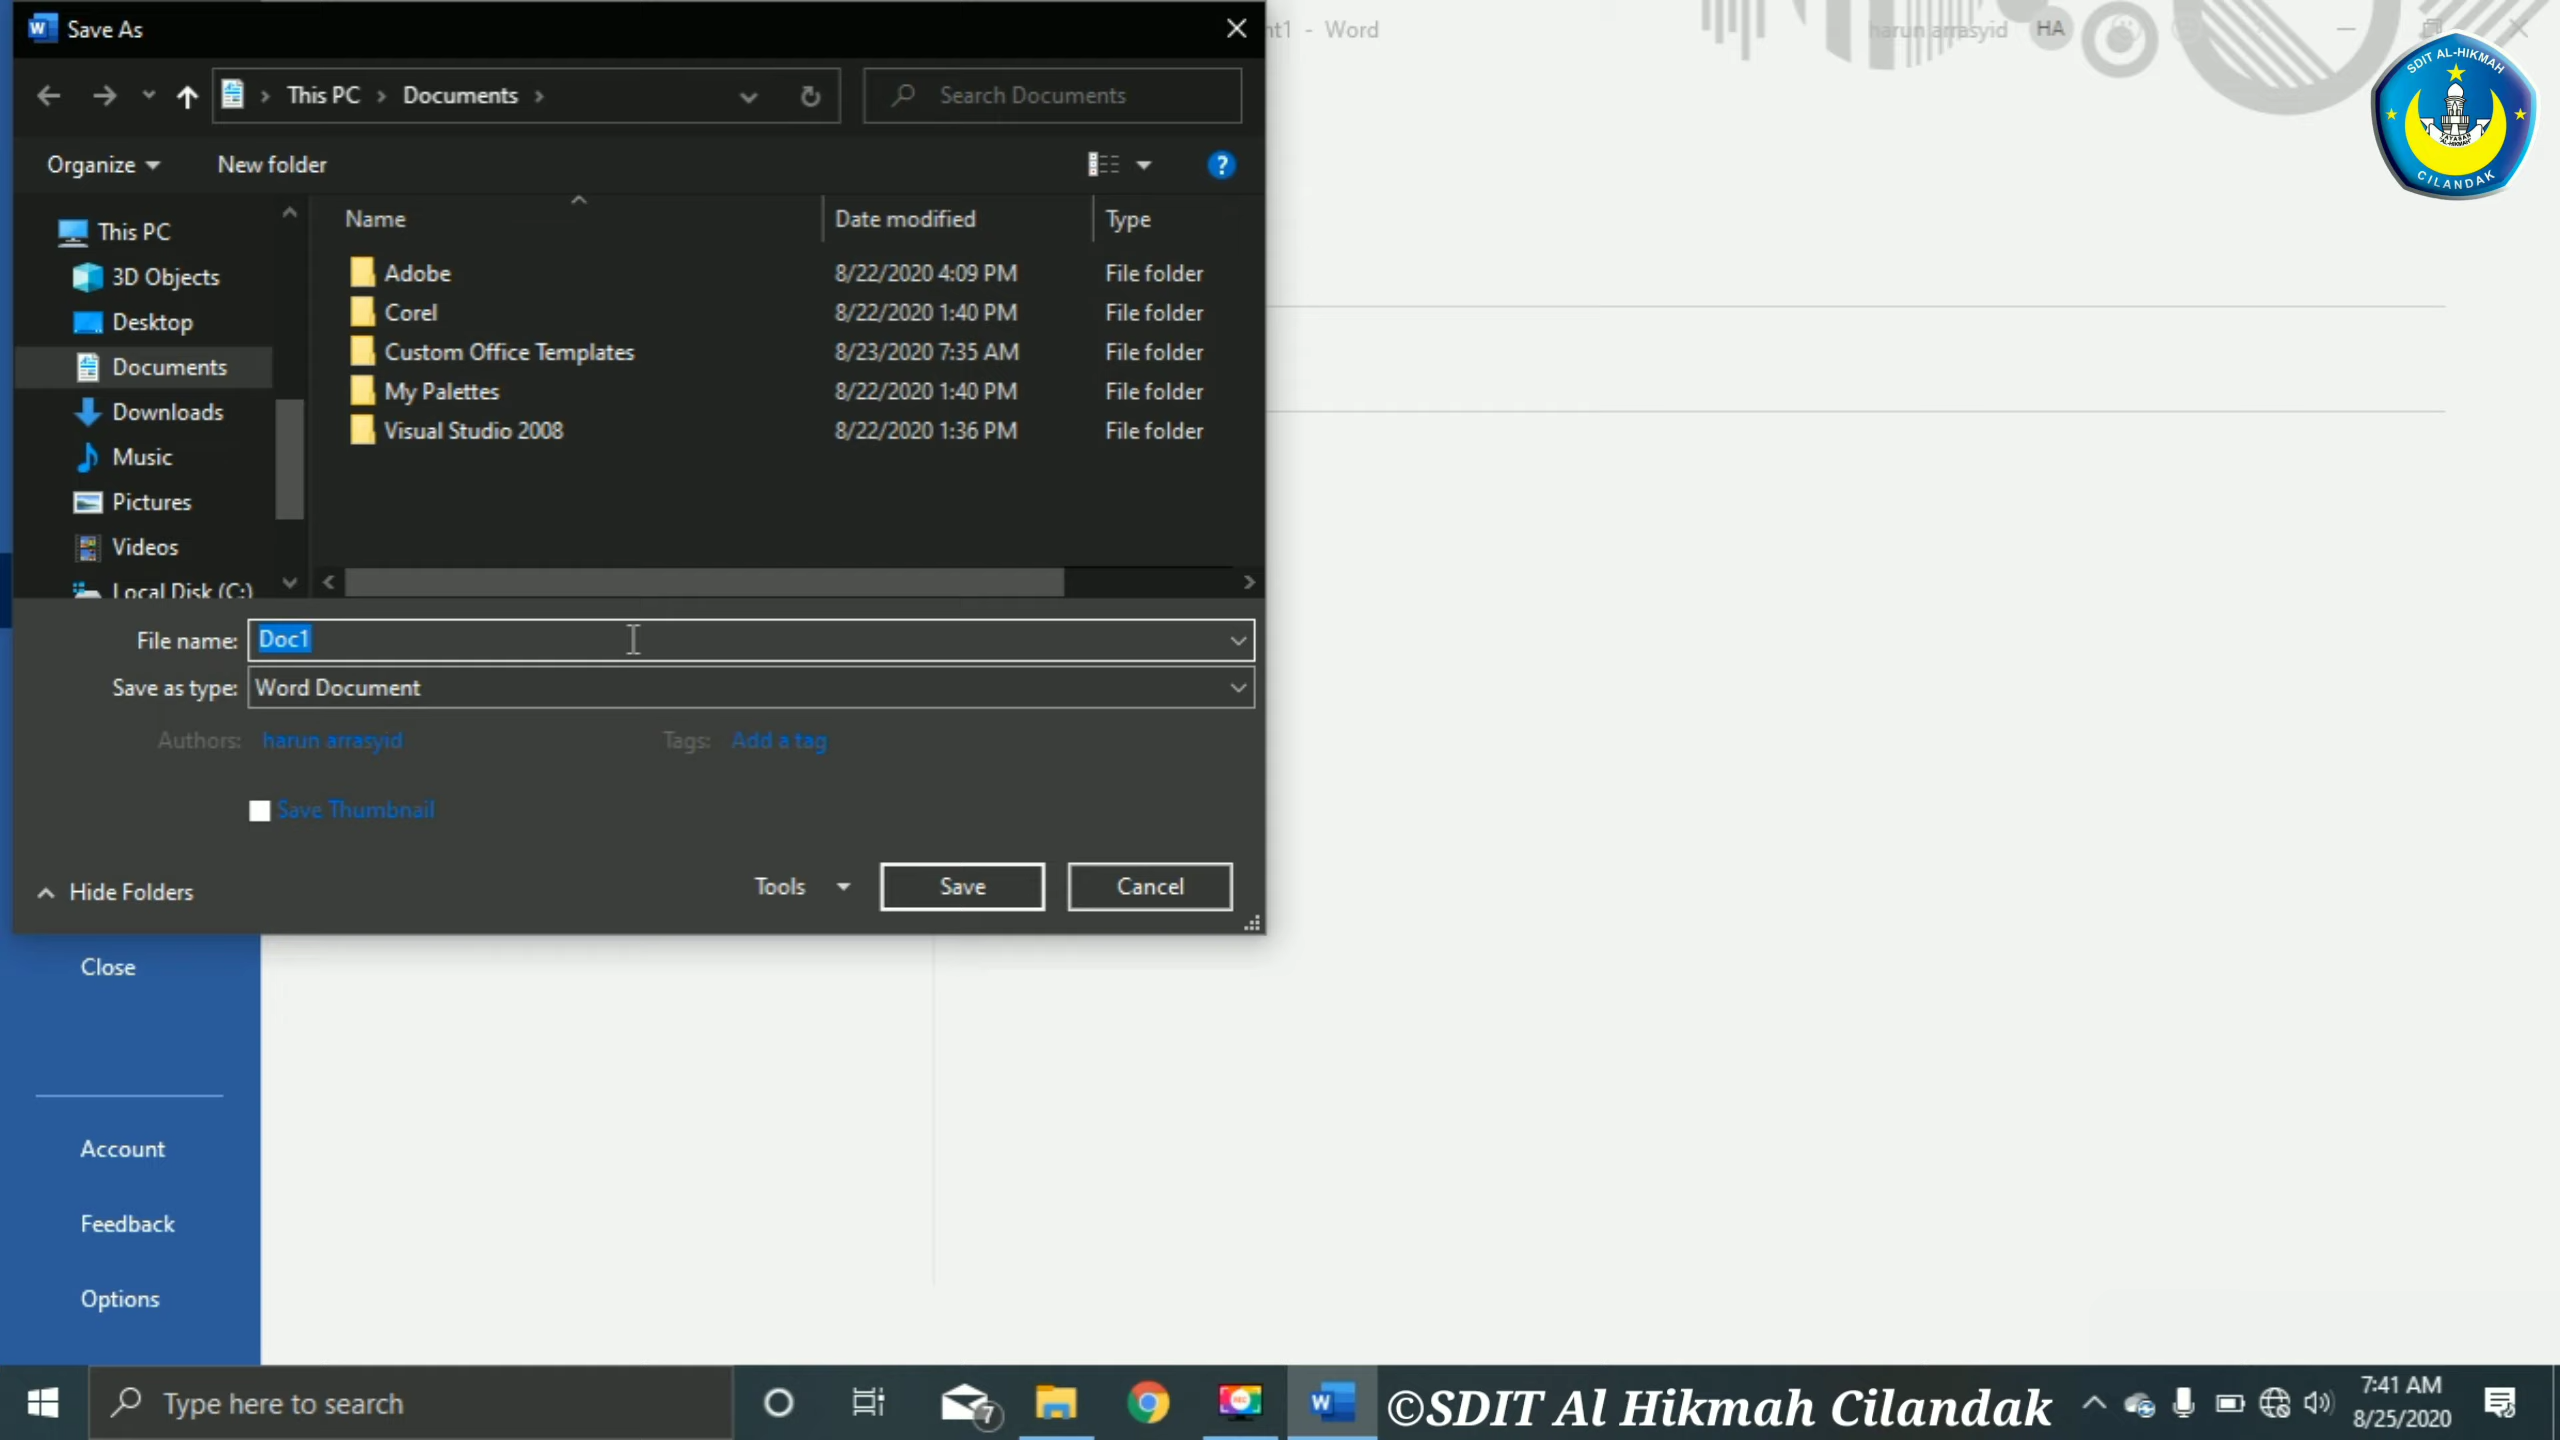 Save As
nt1 - Word
harun arrasyid HA
SDIT AL-HIKMAH
YAYASAN
AL-HIKMAH
CILANDAK
This PC
Documents
Search Documents
Organize
New folder
?
Name
Date modified
Type
This PC
3D Objects
Desktop
Documents
Downloads
Music
Pictures
Videos
Local Disk (C:)
Adobe 8/22/2020 4:09 PM File folder
Corel 8/22/2020 1:40 PM File folder
Custom Office Templates 8/23/2020 7:35 AM File folder
My Palettes 8/22/2020 1:40 PM File folder
Visual Studio 2008 8/22/2020 1:36 PM File folder
File name: Doc1
Save as type: Word Document
Authors: harun arrasyid Tags: Add a tag
Save Thumbnail
Hide Folders
Tools
Save
Cancel
Close
Account
Feedback
Options
Type here to search
7
©SDIT Al Hikmah Cilandak
7:41 AM
8/25/2020